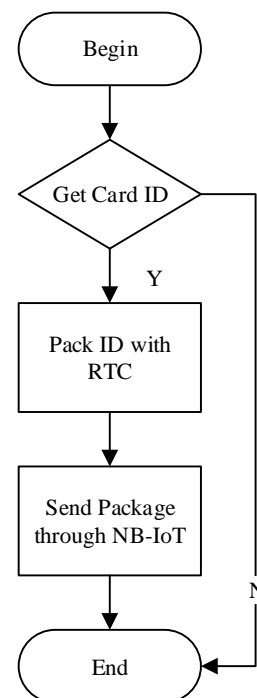 Begin
Get Card ID
Y
Pack ID with
RTC
Send Package
through NB-IoT
N
End